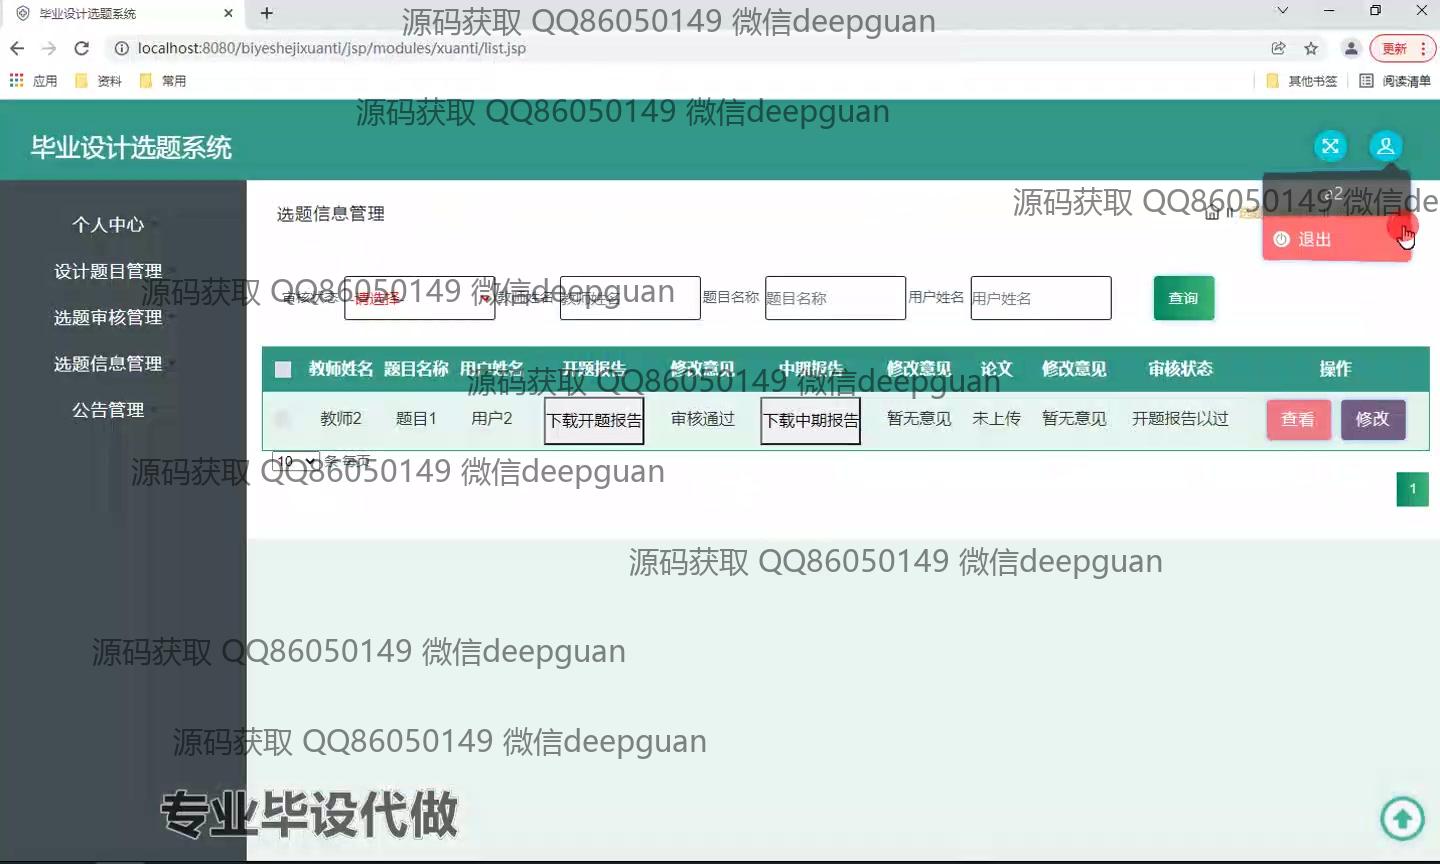 毕业设计选题系统
源码获取 QQ86050149 微信deepguan
localhost:8080/biyeshejixuanti/jsp/modules/xuanti/list.jsp
更新
应用 资料 常用 其他书签 阅读清单
源码获取 QQ86050149 微信deepguan
毕业设计选题系统
a2
源码获取 QQ86050149 微信de
个人中心
选题信息管理
退出
设计题目管理
源码获取 QQ86050149 微信deepguan
审核状态 请选择 教师姓名 教师姓名 题目名称 题目名称 用户姓名 用户姓名 查询
选题审核管理
选题信息管理
教师姓名 题目名称 用户姓名 开题报告 修改意见 中期报告 修改意见 论文 修改意见 审核状态 操作
源码获取 QQ86050149 微信deepguan
公告管理
教师2 题目1 用户2 下载开题报告 审核通过 下载中期报告 暂无意见 未上传 暂无意见 开题报告以过 查看 修改
10 条 每页
源码获取 QQ86050149 微信deepguan
1
源码获取 QQ86050149 微信deepguan
源码获取 QQ86050149 微信deepguan
源码获取 QQ86050149 微信deepguan
专业毕设代做